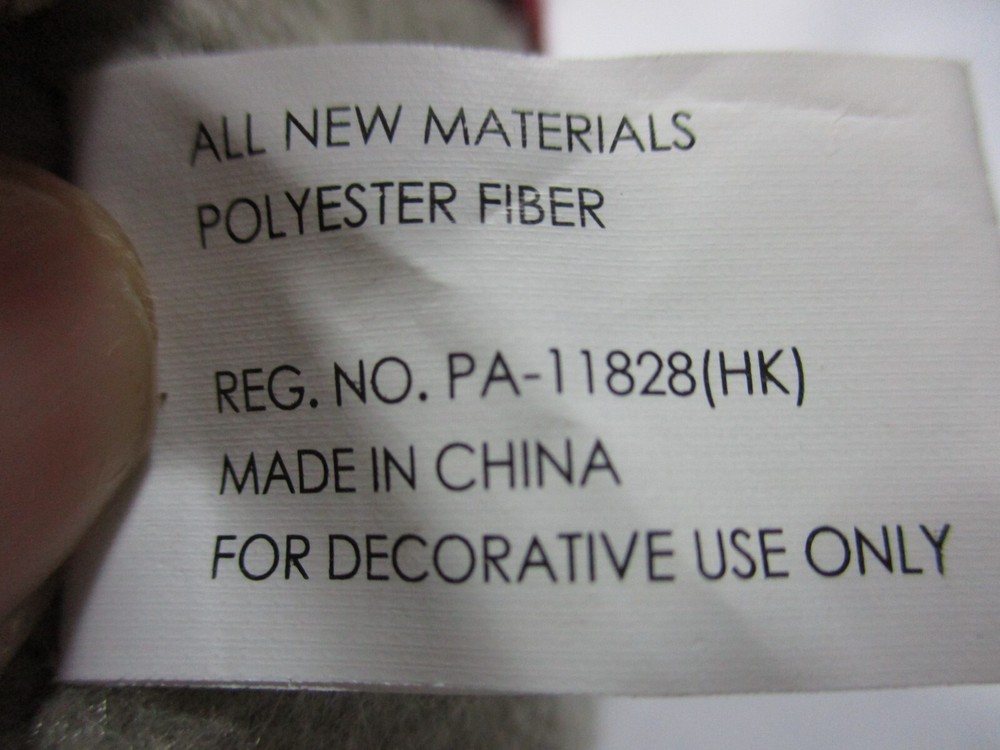 ALL NEW MATERIALS
POLYESTER FIBER
REG. NO. PA-11828(HK)
MADE IN CHINA
FOR DECORATIVE USE ONLY